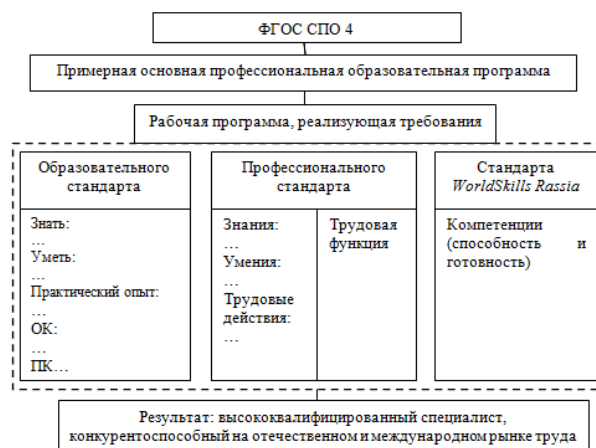 ФГОС СПО 4
Примерная основная профессиональная образовательная программа
Рабочая программа, реализующая требования
Образовательного
стандарта
Знать:
…
Уметь:
…
Практический опыт:
…
ОК:
…
ПК…
Профессионального
стандарта
Знания:
…
Умения:
…
Трудовые
действия:
…
Трудовая
функция
Стандарта
WorldSkills Rassia
Компетенции
(способность и
готовность)
Результат: высококвалифицированный специалист,
конкурентоспособный на отечественном и международном рынке труда